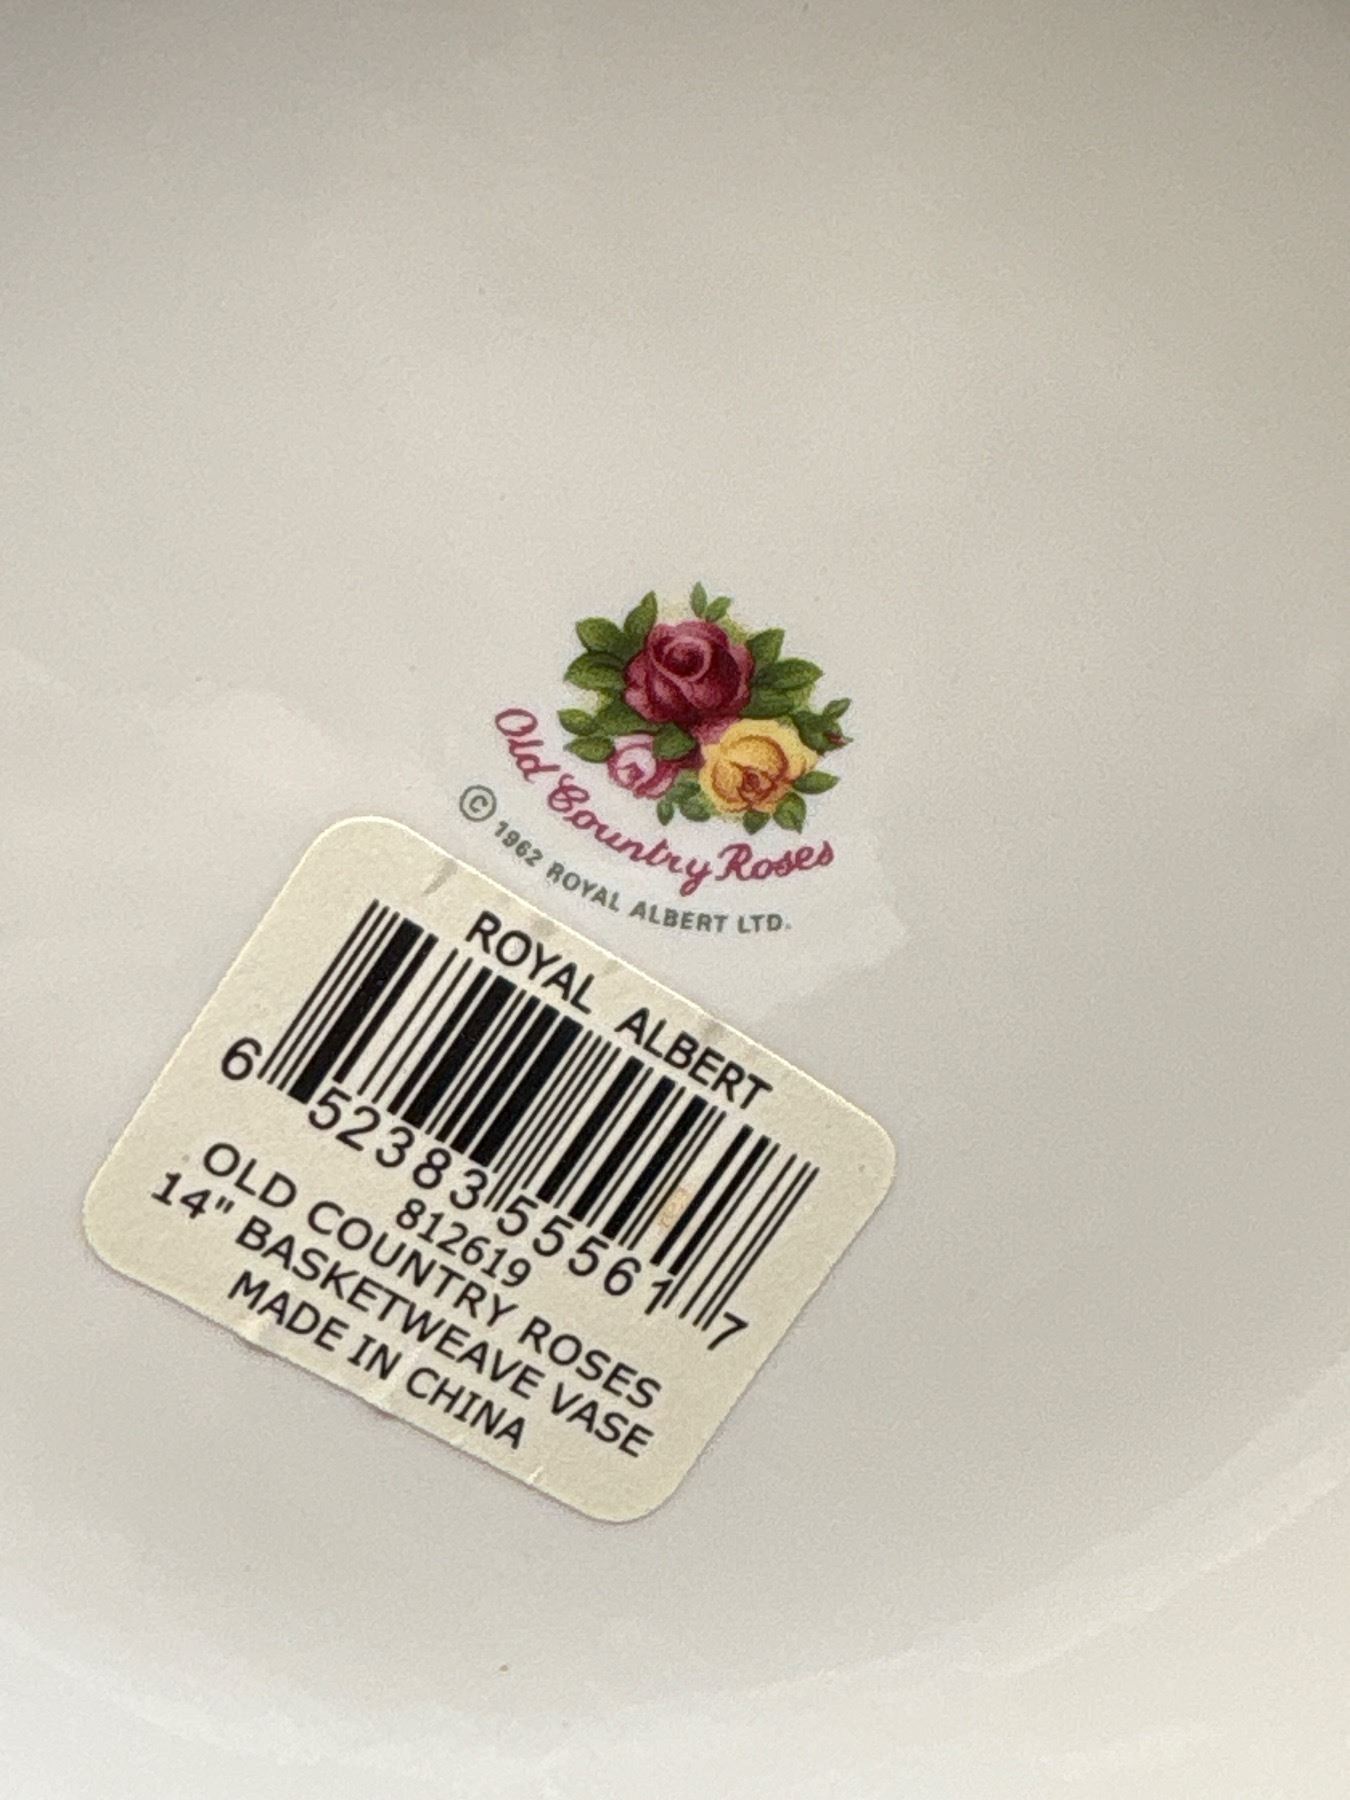 Old Country Roses
© 1962 ROYAL ALBERT LTD.
ROYAL ALBERT
6 52383 55561 7
812619
OLD COUNTRY ROSES
14" BASKETWEAVE VASE
MADE IN CHINA